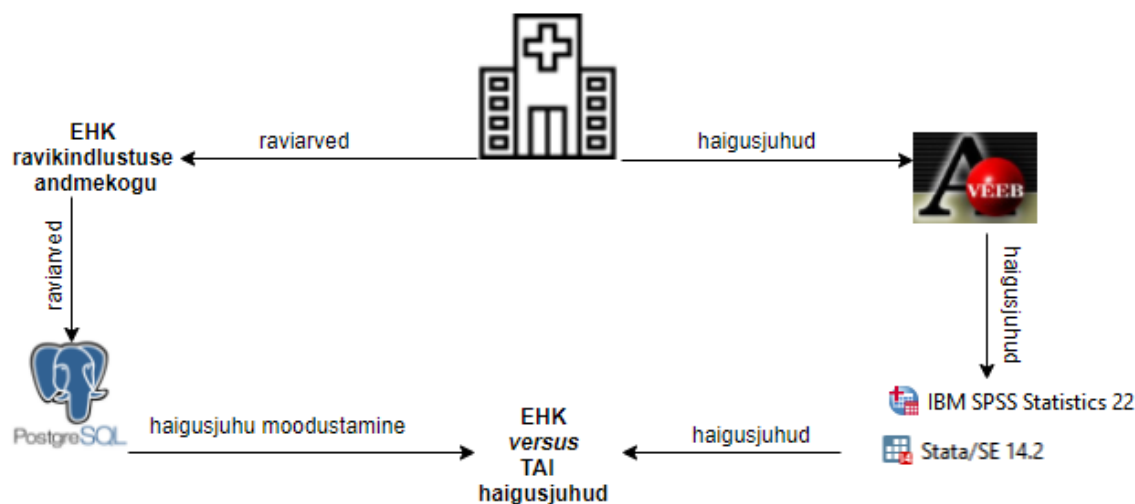 EHK
ravikindlustuse
andmekogu
raviarved
haigusjuhud
A
VEEB
raviarved
haigusjuhud
PostgreSQL
haigusjuhu moodustamine
EHK
versus
TAI
haigusjuhud
haigusjuhud
IBM SPSS Statistics 22
Stata/SE 14.2